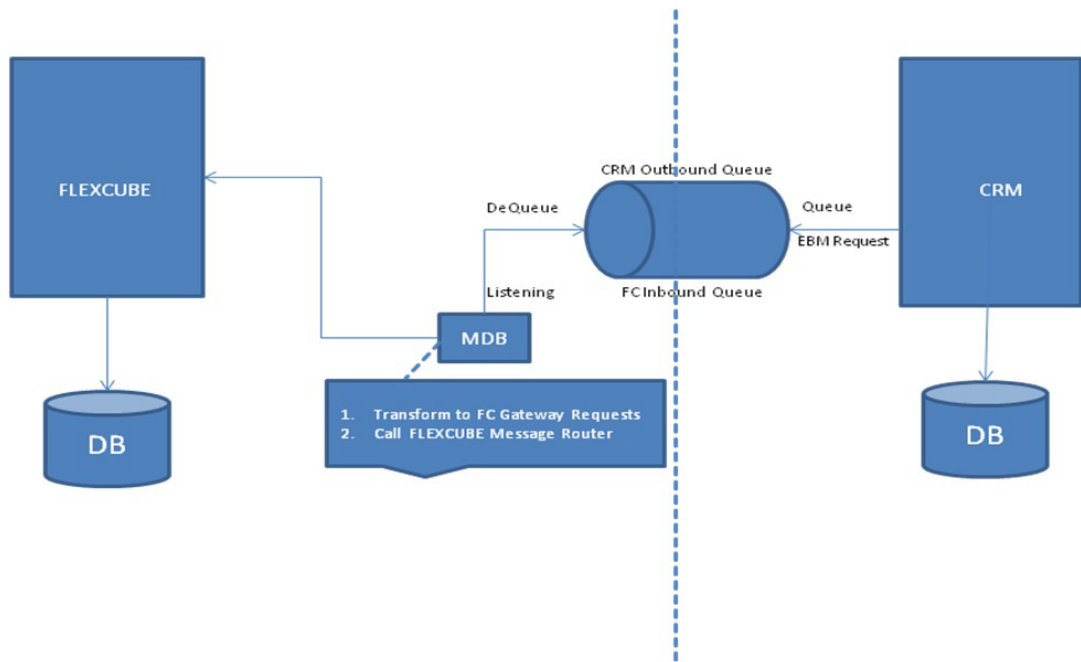 FLEXCUBE
DB
DeQueue
Listening
MDB
1. Transform to FC Gateway Requests
2. Call FLEXCUBE Message Router
CRM Outbound Queue
FC Inbound Queue
Queue
EBM Request
CRM
DB